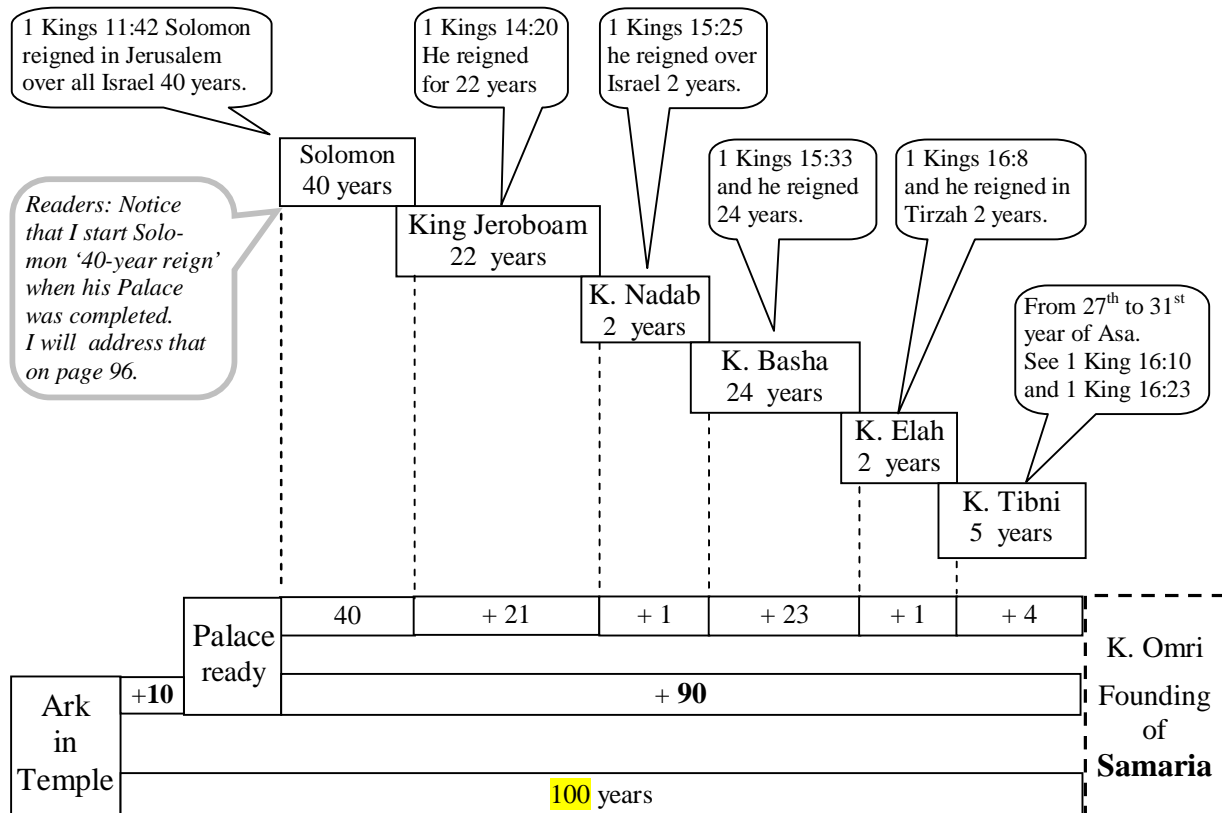 1 Kings 11:42 Solomon
reigned in Jerusalem
over all Israel 40 years.
1 Kings 14:20
He reigned
for 22 years
1 Kings 15:25
he reigned over
Israel 2 years.
Solomon
40 years
1 Kings 15:33
and he reigned
24 years.
1 Kings 16:8
and he reigned in
Tirzah 2 years.
Readers: Notice
that I start Solo-
mon ‘40-year reign’
when his Palace
was completed.
I will address that
on page 96.
King Jeroboam
22 years
K. Nadab
2 years
From 27th to 31st
year of Asa.
See 1 King 16:10
and 1 King 16:23
K. Basha
24 years
K. Elah
2 years
K. Tibni
5 years
Palace
ready
40
+ 21
+ 1
+ 23
+ 1
+ 4
Ark
in
Temple
+10
+ 90
K. Omri
Founding
of
Samaria
100 years